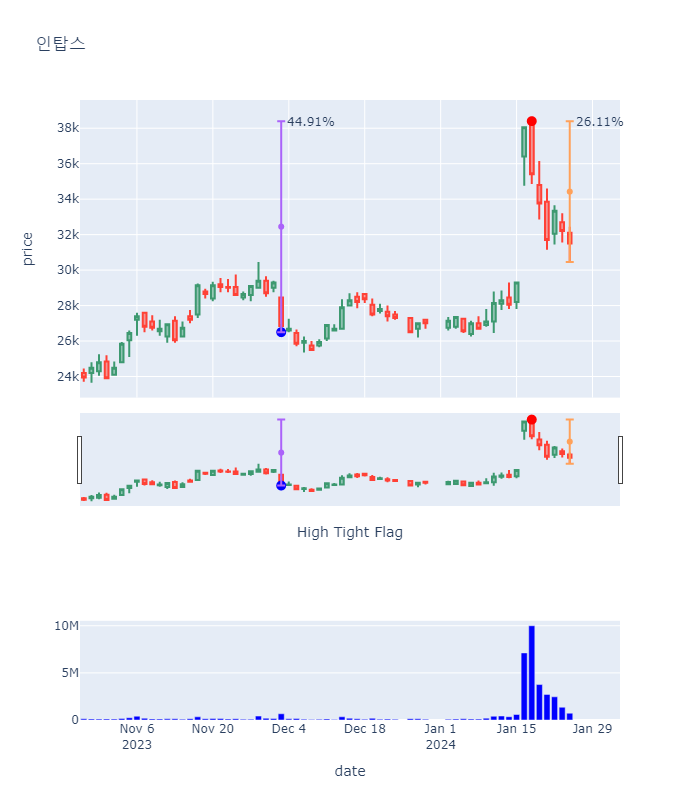 인탑스
44.91%
26.11%
38k
36k
34k
32k
30k
28k
26k
24k
price
High Tight Flag
10M
5M
0
Nov 6
2023
Nov 20
Dec 4
Dec 18
Jan 1
2024
Jan 15
Jan 29
date